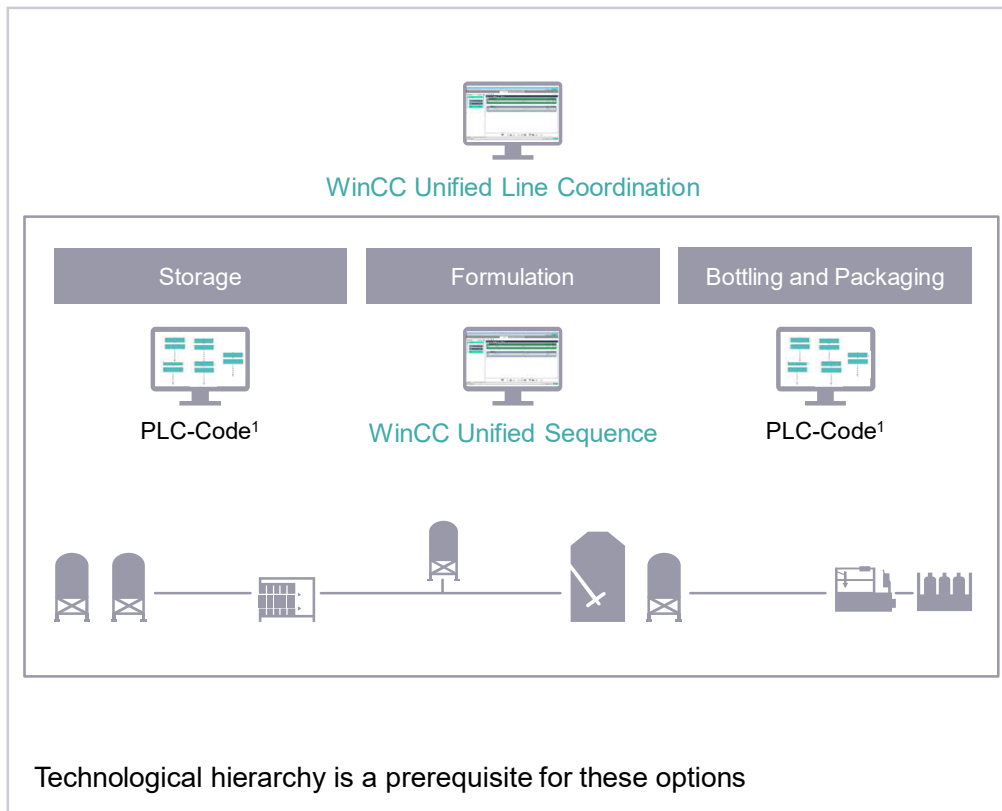 WinCC Unified Line Coordination
Storage
Formulation
Bottling and Packaging
PLC-Code¹
WinCC Unified Sequence
PLC-Code¹
Technological hierarchy is a prerequisite for these options